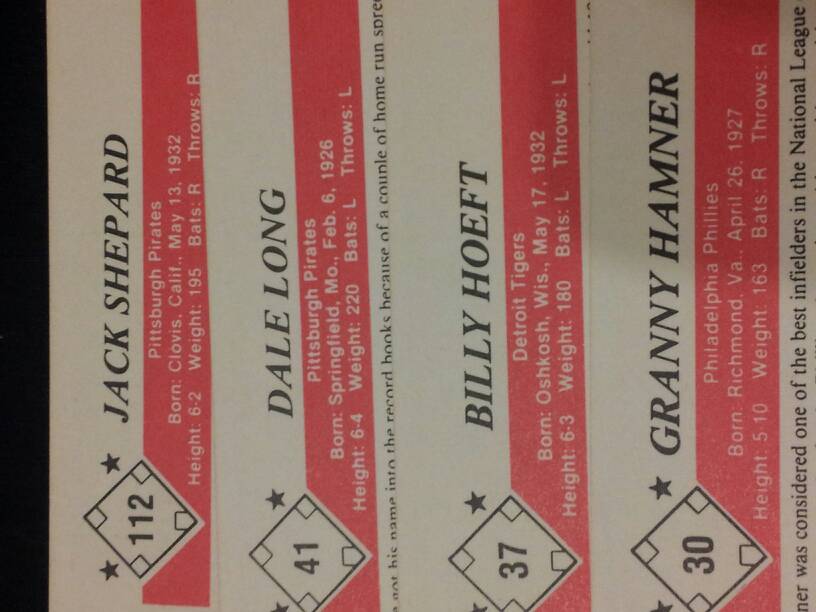 112
JACK SHEPARD
Pittsburgh Pirates
Born: Clovis, Calif., May 13, 1932
Height: 6-2 Weight: 195 Bats: R Throws: R
41
DALE LONG
Pittsburgh Pirates
Born: Springfield, Mo., Feb. 6, 1926
Height: 6-4 Weight: 220 Bats: L Throws: L
got his name into the record books because of a couple of home run spree
37
BILLY HOEFT
Detroit Tigers
Born: Oshkosh, Wis., May 17, 1932
Height: 6-3 Weight: 180 Bats: L Throws: L
30
GRANNY HAMNER
Philadelphia Phillies
Born: Richmond, Va., April 26, 1927
Height: 5-10 Weight: 163 Bats: R Throws: R
ner was considered one of the best infielders in the National League